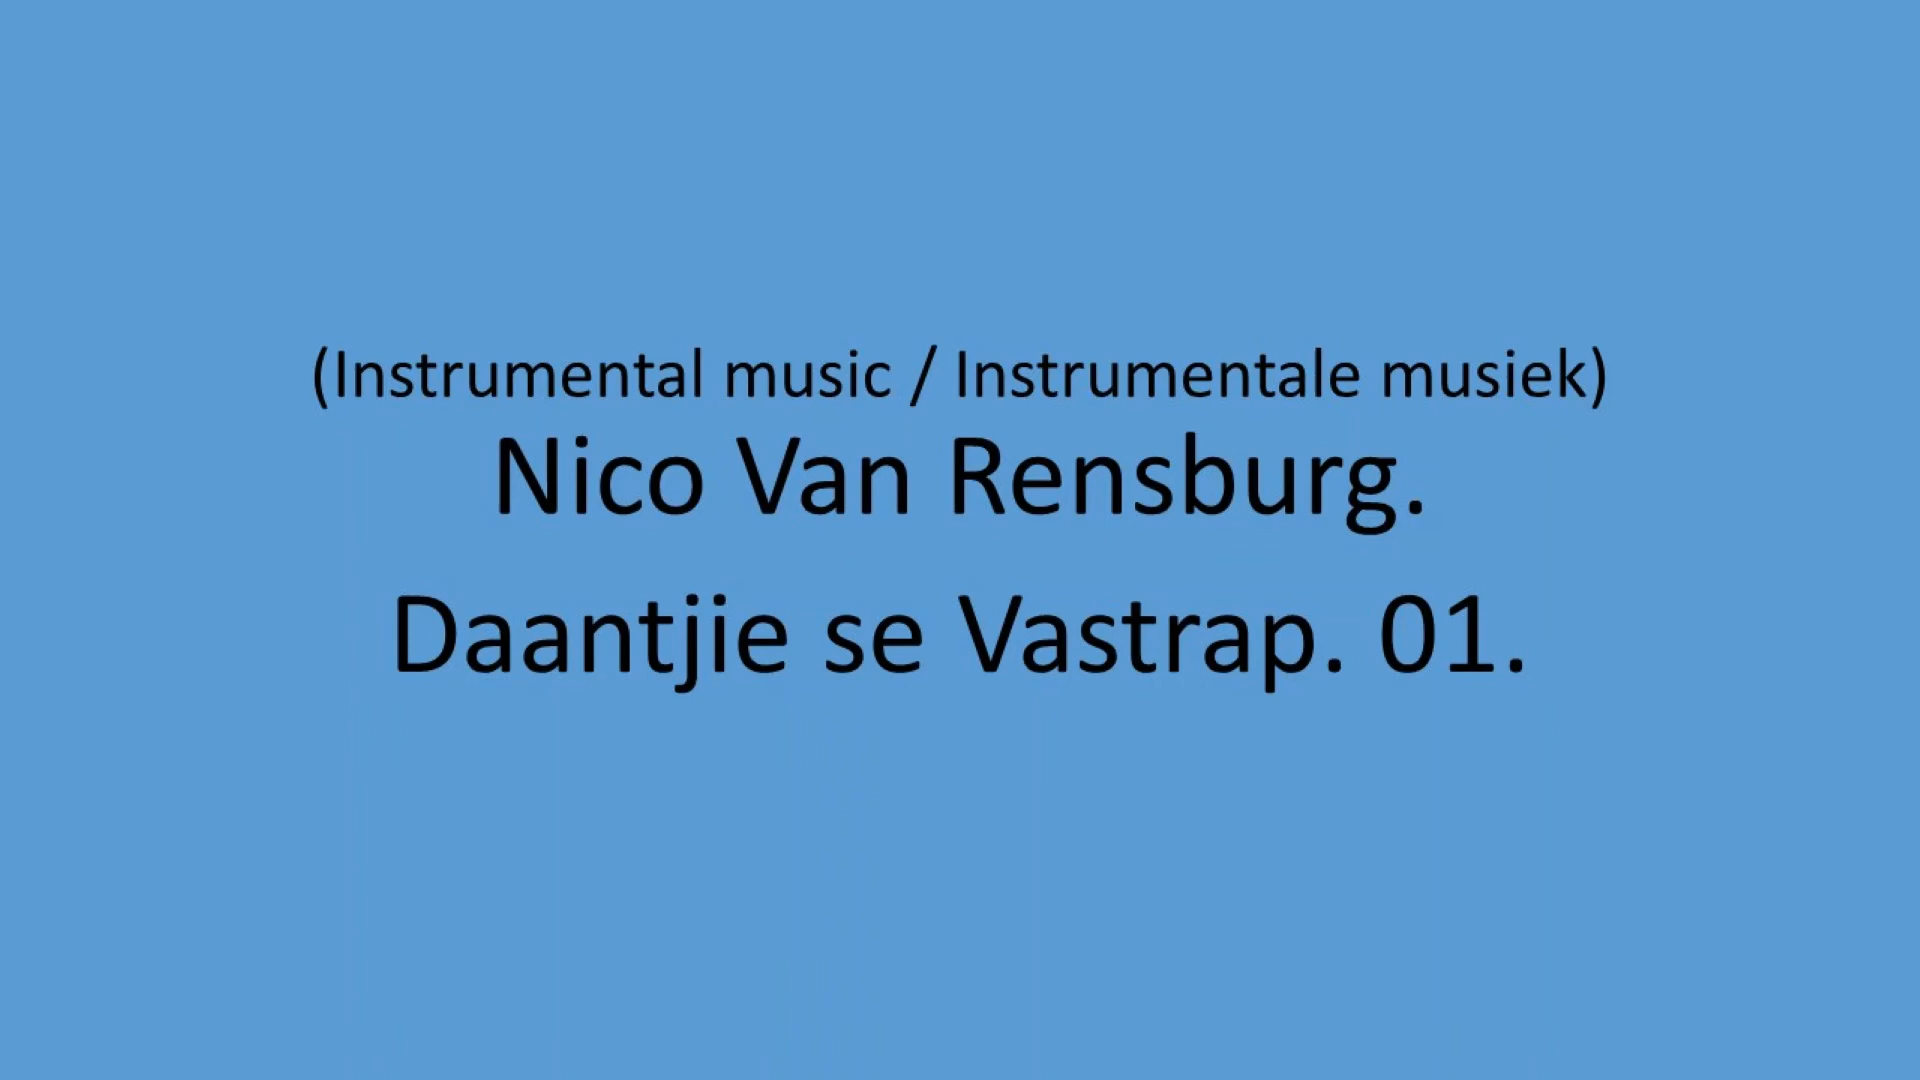 (Instrumental music / Instrumentale musiek)
Nico Van Rensburg.
Daantjie se Vastrap. 01.